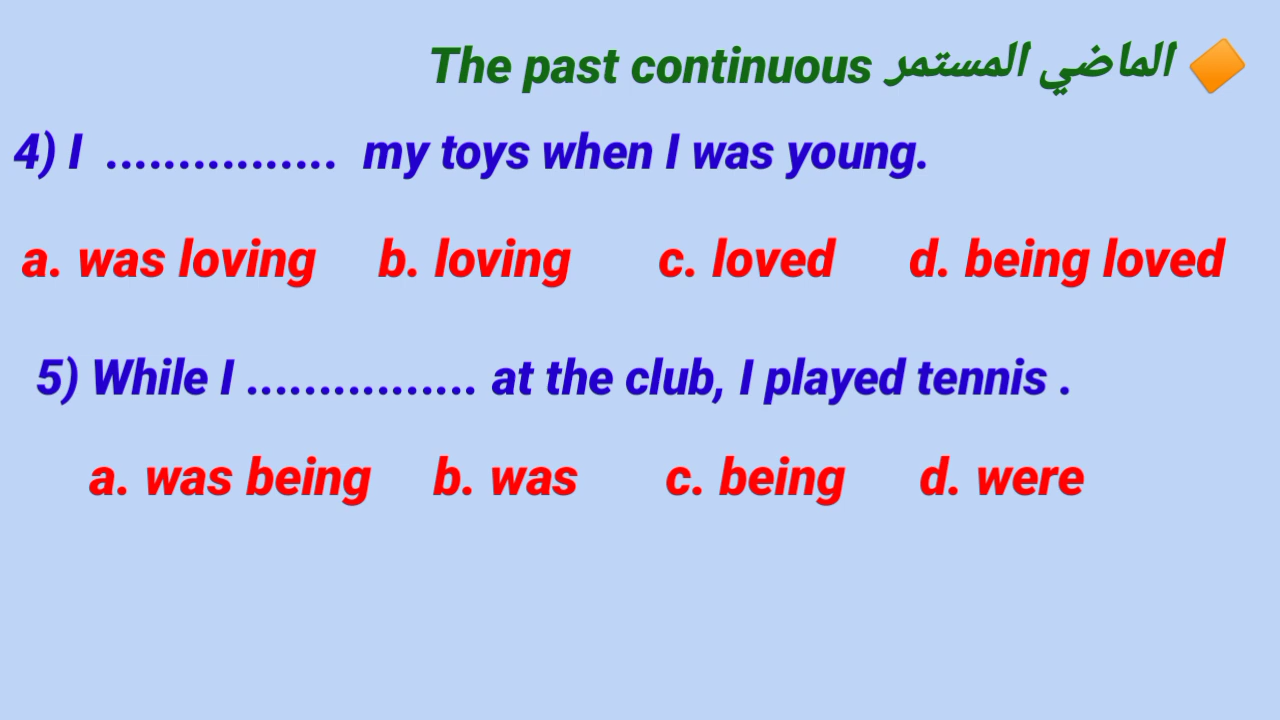 🔶 الماضي المستمر The past continuous
4) I ................ my toys when I was young.
a. was loving b. loving c. loved d. being loved
5) While I ................ at the club, I played tennis .
a. was being b. was c. being d. were